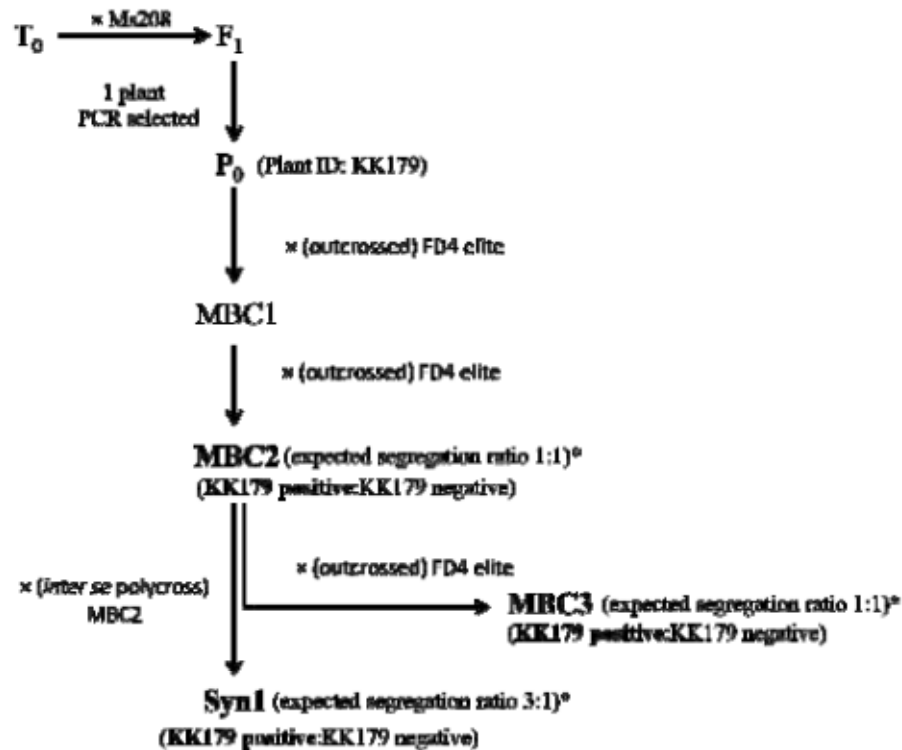 × Ms208
T₀ F₁
1 plant
PCR selected
P₀ (Plant ID: KK179)
× (outcrossed) FD4 elite
MBC1
× (outcrossed) FD4 elite
MBC2 (expected segregation ratio 1:1)*
(KK179 positive:KK179 negative)
× (outcrossed) FD4 elite
× (inter se polycross)
MBC2
MBC3 (expected segregation ratio 1:1)*
(KK179 positive:KK179 negative)
Syn1 (expected segregation ratio 3:1)*
(KK179 positive:KK179 negative)